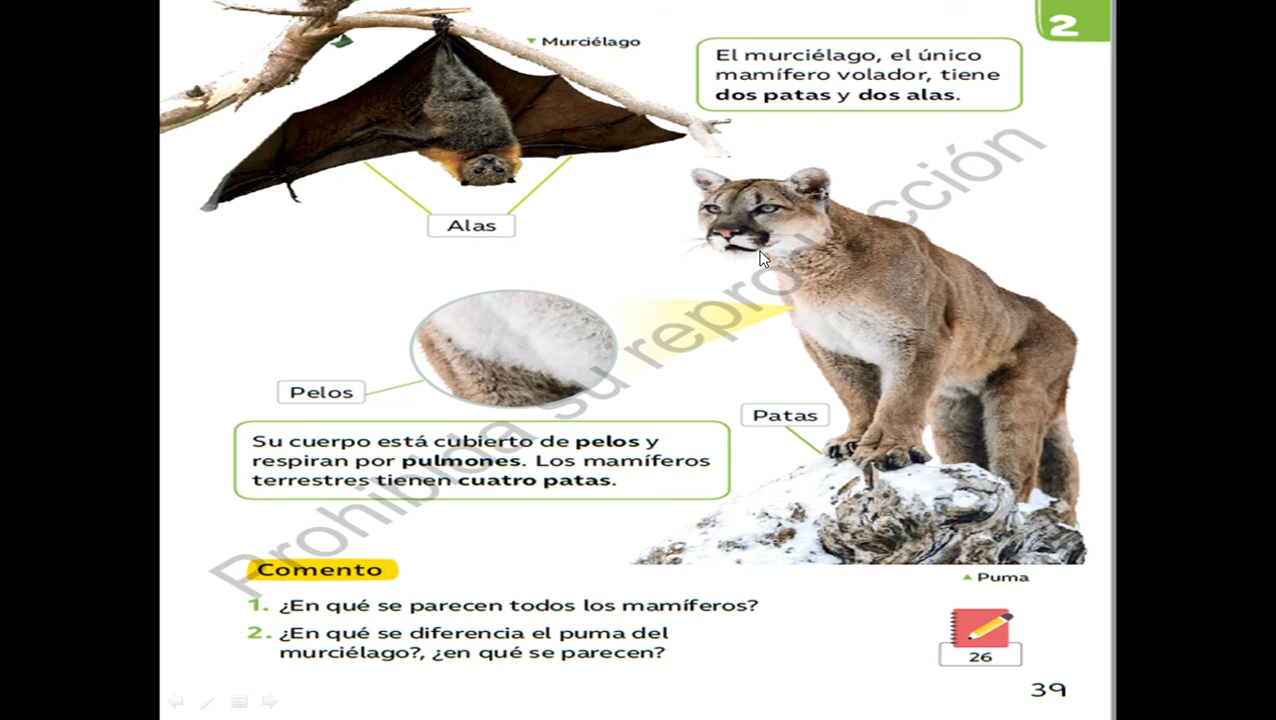 2
Murciélago
El murciélago, el único
mamífero volador, tiene
dos patas y dos alas.
Alas
Pelos
Patas
Su cuerpo está cubierto de pelos y
respiran por pulmones. Los mamíferos
terrestres tienen cuatro patas.
Prohibida su reproducción
Comento
Puma
1. ¿En qué se parecen todos los mamíferos?
2. ¿En qué se diferencia el puma del
murciélago?, ¿en qué se parecen?
26
39